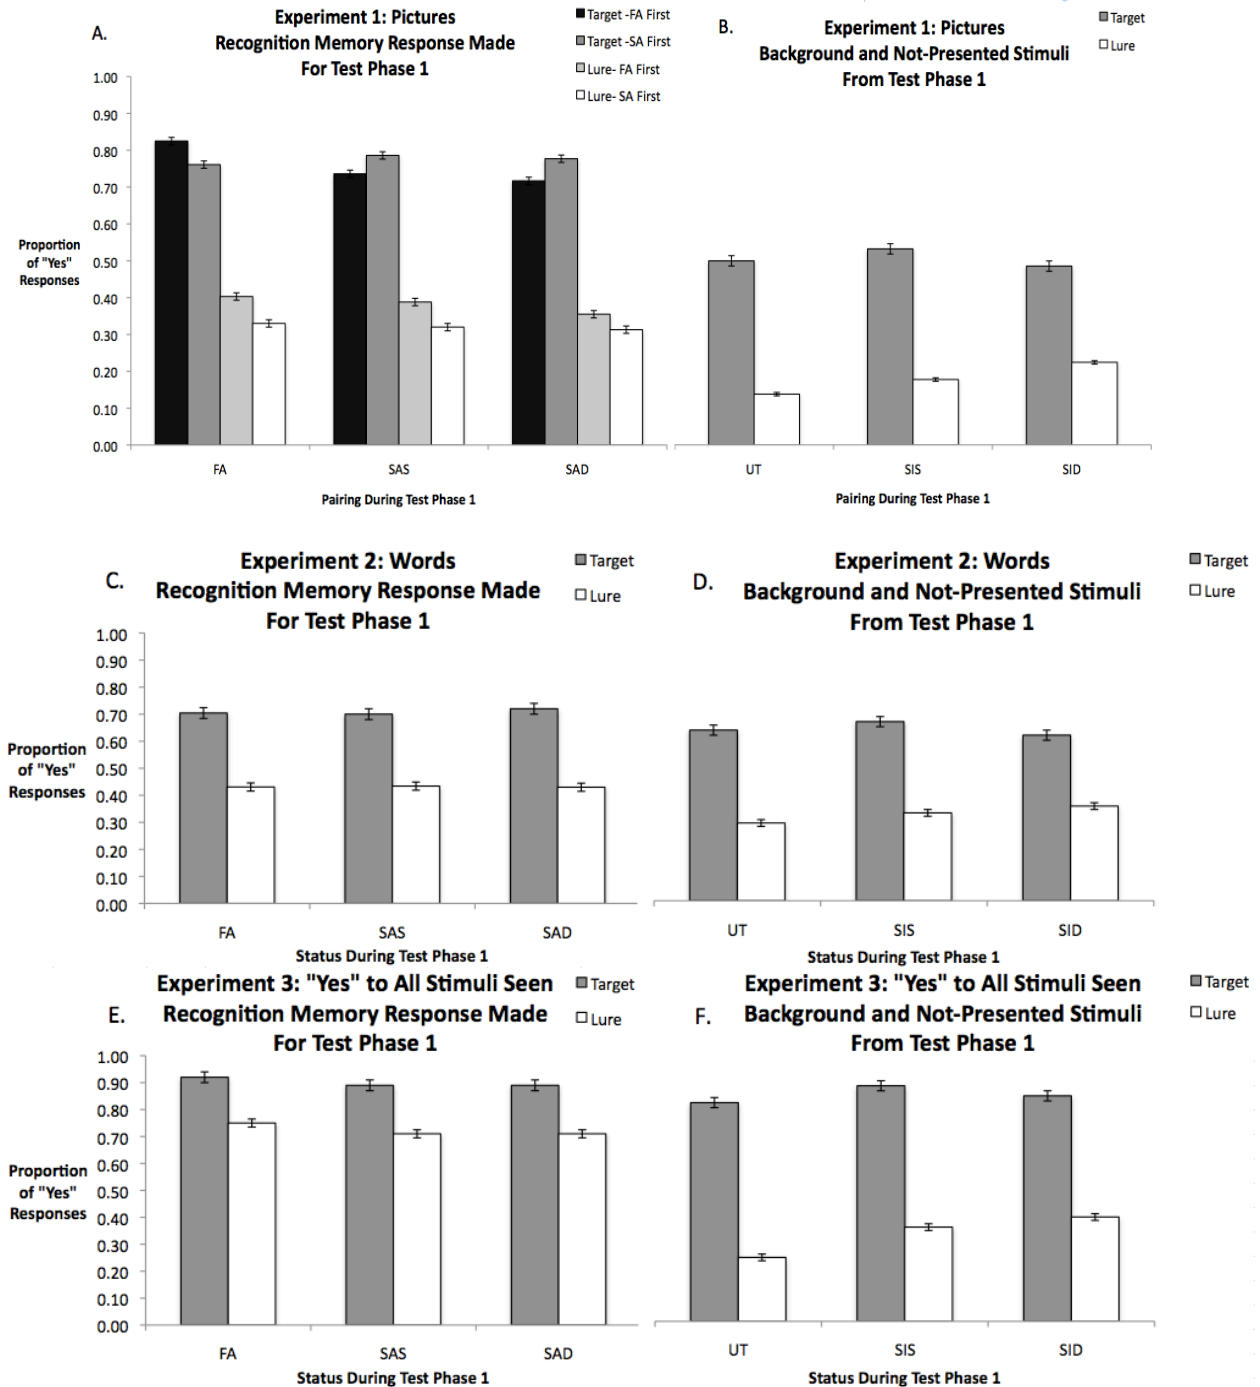 A.
Experiment 1: Pictures
Recognition Memory Response Made
For Test Phase 1
Target -FA First
Target -SA First
Lure- FA First
Lure- SA First
1.00
0.90
0.80
0.70
0.60
0.50
0.40
0.30
0.20
0.10
0.00
Proportion
of "Yes"
Responses
FA SAS SAD
Pairing During Test Phase 1
B.
Experiment 1: Pictures
Background and Not-Presented Stimuli
From Test Phase 1
Target
Lure
UT SIS SID
Pairing During Test Phase 1
C.
Experiment 2: Words
Recognition Memory Response Made
For Test Phase 1
Target
Lure
1.00
0.90
0.80
0.70
0.60
0.50
0.40
0.30
0.20
0.10
0.00
Proportion
of "Yes"
Responses
FA SAS SAD
Status During Test Phase 1
D.
Experiment 2: Words
Background and Not-Presented Stimuli
From Test Phase 1
Target
Lure
UT SIS SID
Status During Test Phase 1
E.
Experiment 3: "Yes" to All Stimuli Seen
Recognition Memory Response Made
For Test Phase 1
Target
Lure
1.00
0.90
0.80
0.70
0.60
0.50
0.40
0.30
0.20
0.10
0.00
Proportion
of "Yes"
Responses
FA SAS SAD
Status During Test Phase 1
F.
Experiment 3: "Yes" to All Stimuli Seen
Background and Not-Presented Stimuli
From Test Phase 1
Target
Lure
UT SIS SID
Status During Test Phase 1